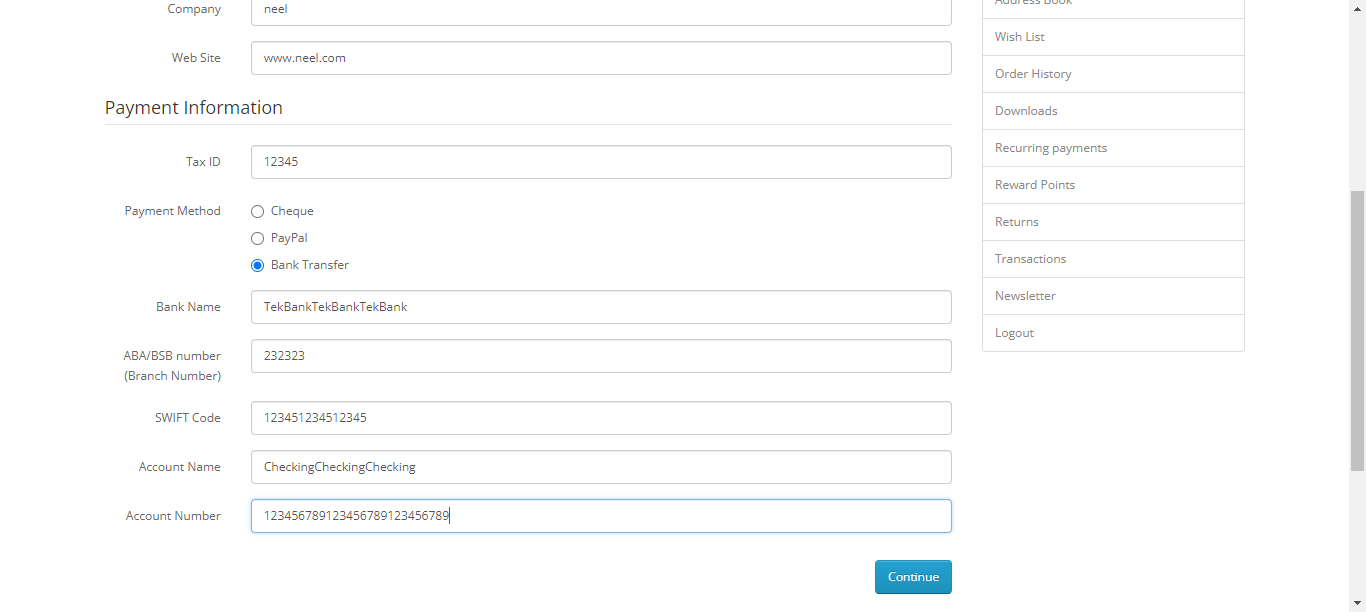 Company neel
Web Site www.neel.com
Payment Information
Tax ID 12345
Payment Method Cheque
PayPal
Bank Transfer
Bank Name TekBankTekBankTekBank
ABA/BSB number 232323
(Branch Number)
SWIFT Code 123451234512345
Account Name CheckingCheckingChecking
Account Number 123456789123456789123456789
Continue
Address Book
Wish List
Order History
Downloads
Recurring payments
Reward Points
Returns
Transactions
Newsletter
Logout